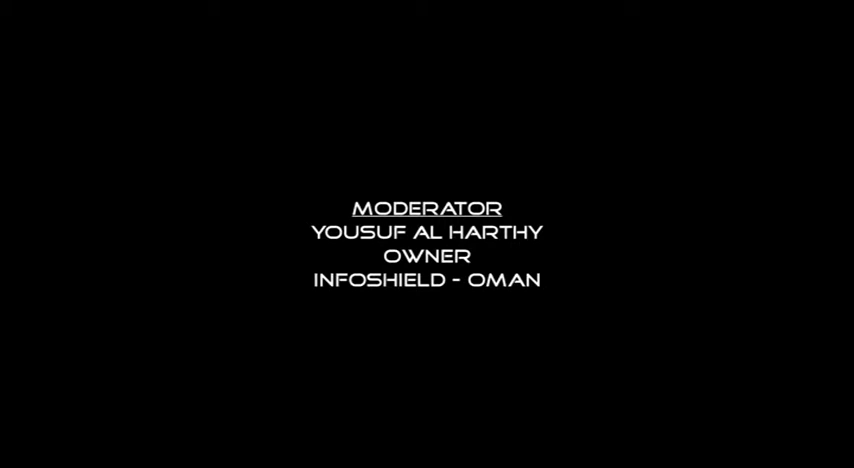 MODERATOR
YOUSUF AL HARTHY
OWNER
INFOSHIELD - OMAN